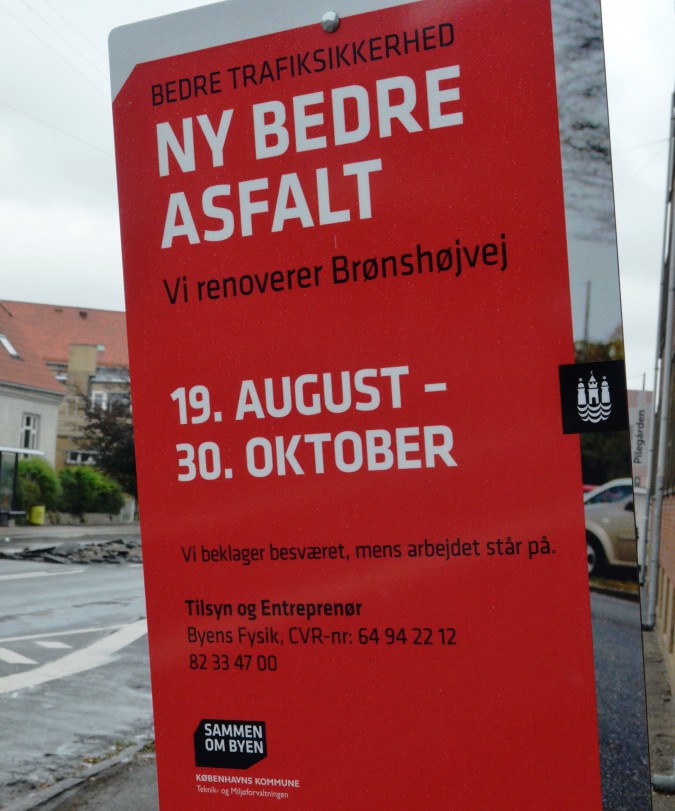 BEDRE TRAFIKSIKKERHED
NY BEDRE
ASFALT
Vi renoverer Brønshøjvej
19. AUGUST –
30. OKTOBER
Vi beklager besværet, mens arbejdet står på.
Tilsyn og Entreprenør
Byens Fysik, CVR-nr: 64 94 22 12
82 33 47 00
SAMMEN
OM BYEN
KØBENHAVNS KOMMUNE
Teknik- og Miljøforvaltningen
Pilegården